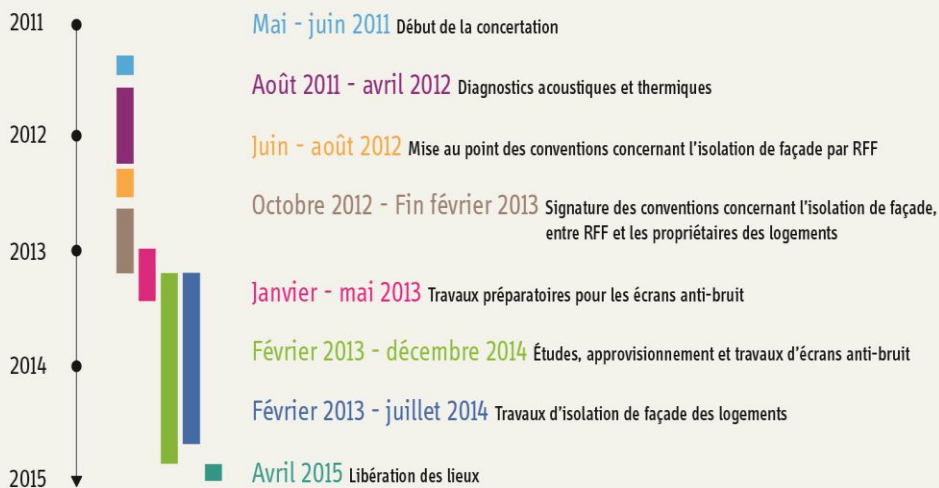 2011
Mai - juin 2011 Début de la concertation
Août 2011 - avril 2012 Diagnostics acoustiques et thermiques
2012
Juin - août 2012 Mise au point des conventions concernant l'isolation de façade par RFF
Octobre 2012 - Fin février 2013 Signature des conventions concernant l'isolation de façade,
entre RFF et les propriétaires des logements
2013
Janvier - mai 2013 Travaux préparatoires pour les écrans anti-bruit
Février 2013 - décembre 2014 Études, approvisionnement et travaux d'écrans anti-bruit
2014
Février 2013 - juillet 2014 Travaux d'isolation de façade des logements
Avril 2015 Libération des lieux
2015